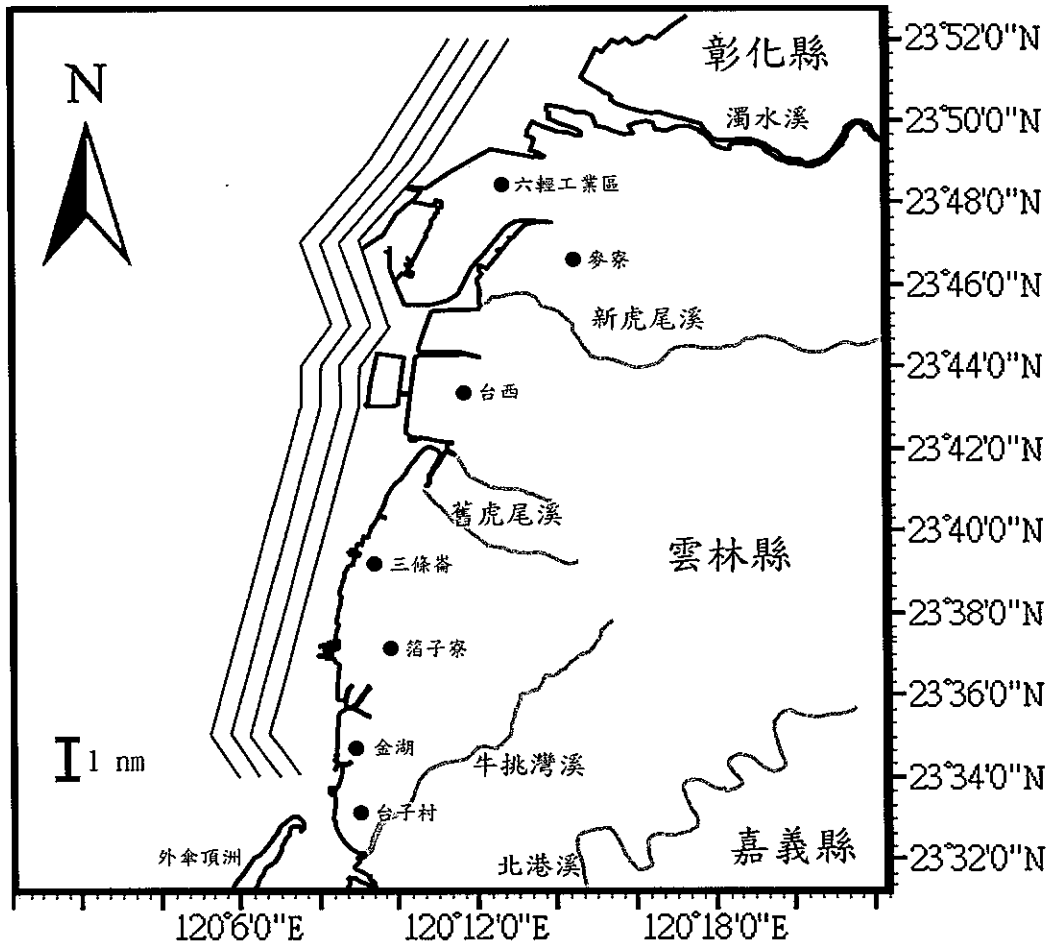 彰化縣
23°52'0"N
N
濁水溪
23°50'0"N
六輕工業區
23°48'0"N
麥寮
23°46'0"N
新虎尾溪
23°44'0"N
台西
23°42'0"N
舊虎尾溪
23°40'0"N
三條崙
雲林縣
23°38'0"N
箔子寮
23°36'0"N
金湖
牛挑灣溪
1 nm
23°34'0"N
台子村
外傘頂洲
北港溪
嘉義縣
23°32'0"N
120°6'0"E
120°12'0"E
120°18'0"E